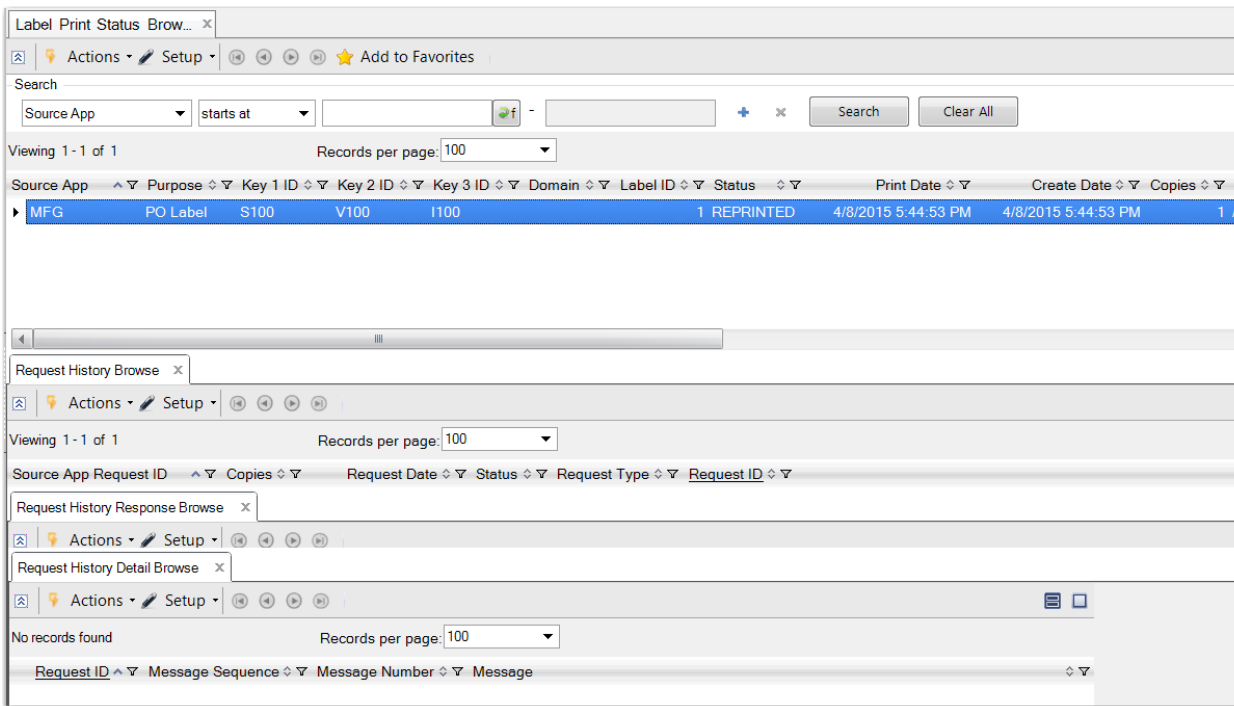 Label Print Status Brow...
Actions Setup Add to Favorites
Search
Source App starts at f - Search Clear All
Viewing 1 - 1 of 1 Records per page: 100
Source App Purpose Key 1 ID Key 2 ID Key 3 ID Domain Label ID Status Print Date Create Date Copies
MFG PO Label S100 V100 I100 1 REPRINTED 4/8/2015 5:44:53 PM 4/8/2015 5:44:53 PM 1
Request History Browse
Actions Setup
Viewing 1 - 1 of 1 Records per page: 100
Source App Request ID Copies Request Date Status Request Type Request ID
Request History Response Browse
Actions Setup
Request History Detail Browse
Actions Setup
No records found Records per page: 100
Request ID Message Sequence Message Number Message